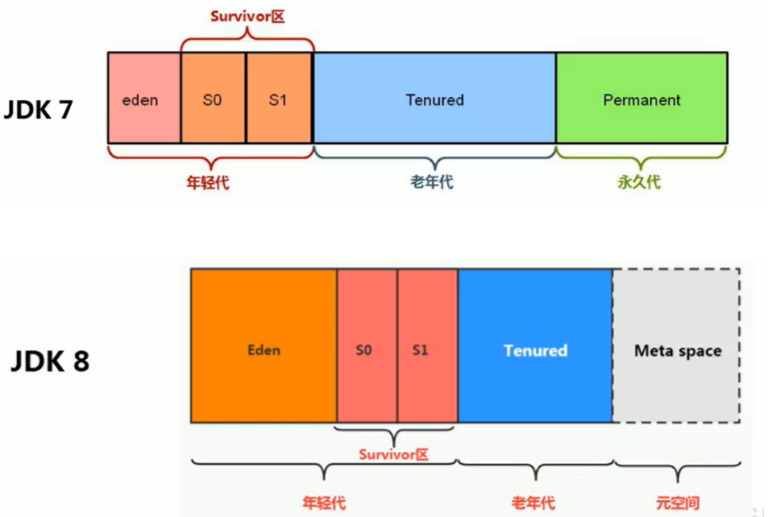 Survivor区
JDK 7
eden S0 S1 Tenured Permanent
年轻代 老年代 永久代
JDK 8
Eden S0 S1 Tenured Meta space
Survivor区
年轻代 老年代 元空间